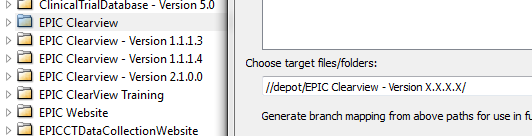 ClinicalTrialDatabase - Version 5.0
EPIC Clearview
EPIC Clearview - Version 1.1.1.3
EPIC Clearview - Version 1.1.1.4
EPIC Clearview - Version 2.1.0.0
EPIC ClearView Training
EPIC Website
EPICCTDataCollectionWebsite
Choose target files/folders:
//depot/EPIC Clearview - Version X.X.X.X/
Generate branch mapping from above paths for use in f